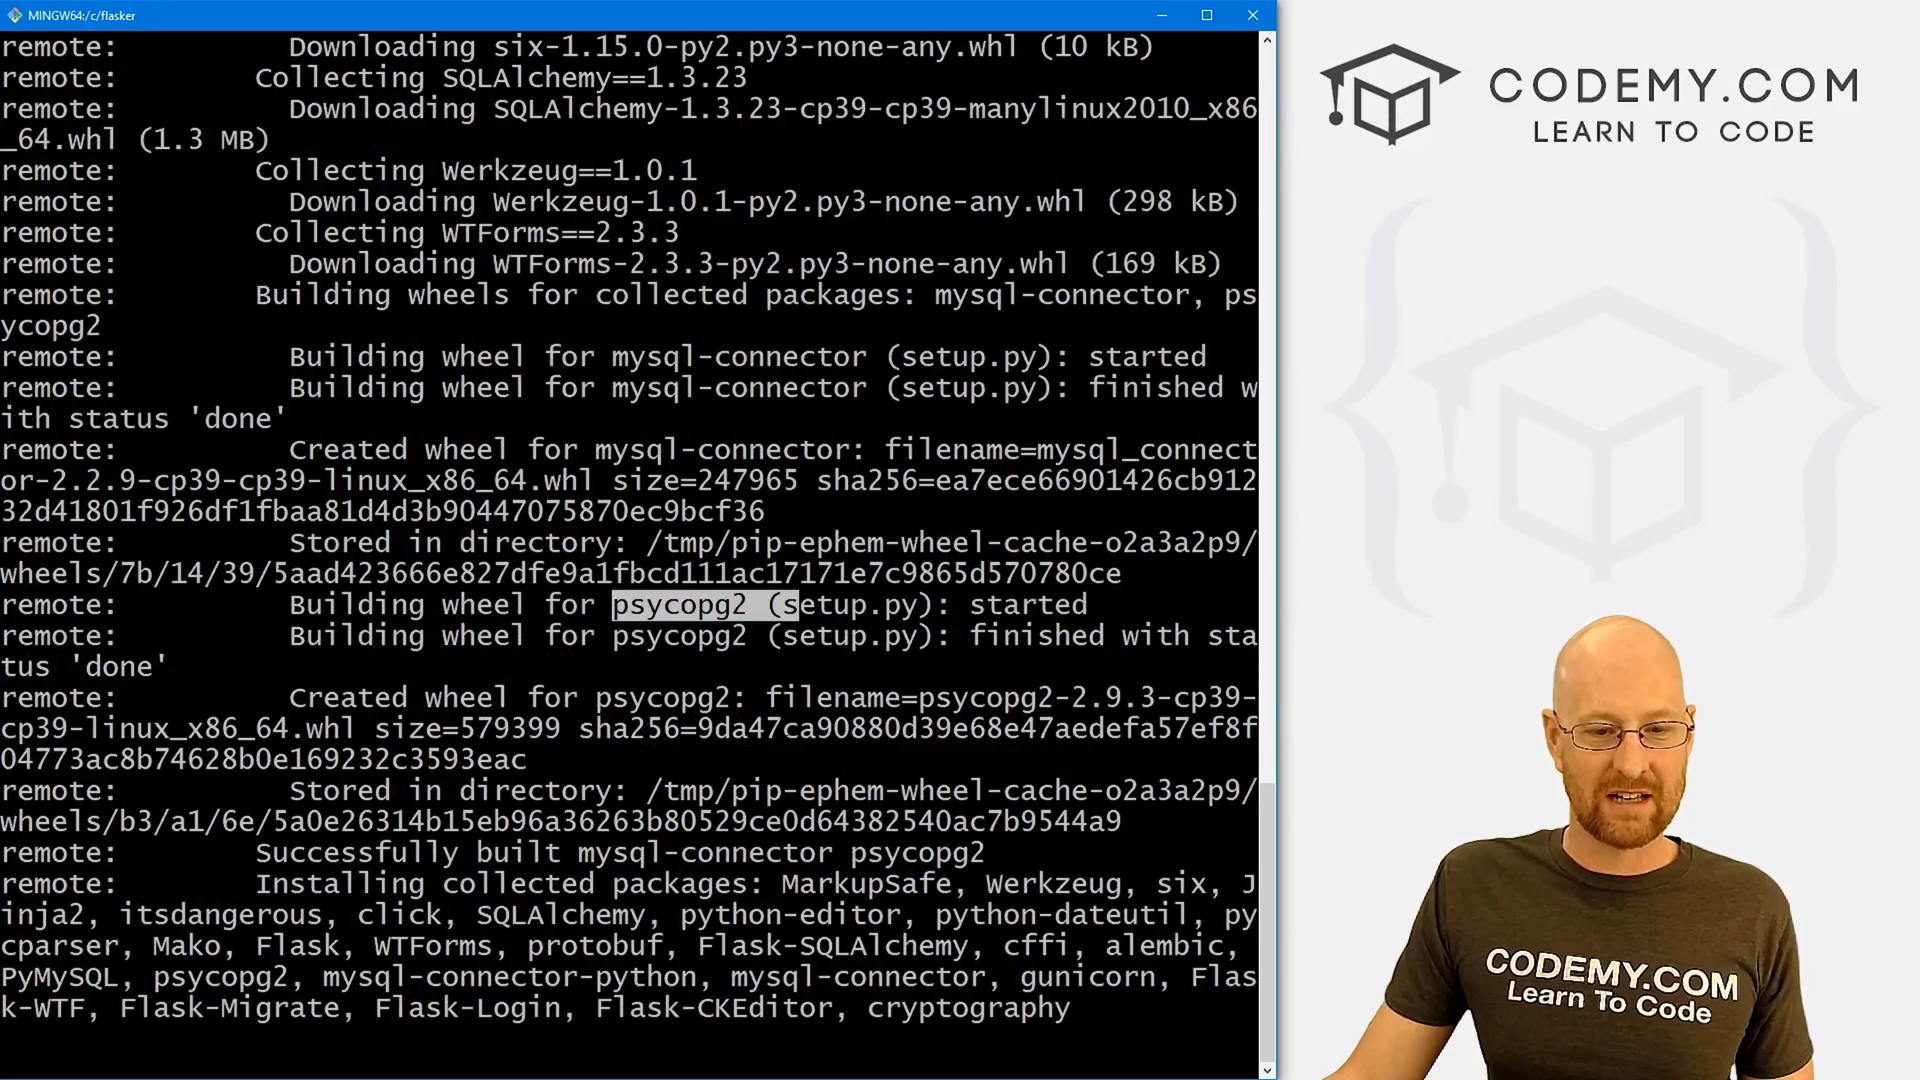 MINGW64:/c/flasker
remote:          Downloading six-1.15.0-py2.py3-none-any.whl (10 kB)
remote:        Collecting SQLAlchemy==1.3.23
remote:          Downloading SQLAlchemy-1.3.23-cp39-cp39-manylinux2010_x86
_64.whl (1.3 MB)
remote:        Collecting Werkzeug==1.0.1
remote:          Downloading Werkzeug-1.0.1-py2.py3-none-any.whl (298 kB)
remote:        Collecting WTForms==2.3.3
remote:          Downloading WTForms-2.3.3-py2.py3-none-any.whl (169 kB)
remote:        Building wheels for collected packages: mysql-connector, ps
ycopg2
remote:          Building wheel for mysql-connector (setup.py): started
remote:          Building wheel for mysql-connector (setup.py): finished w
ith status 'done'
remote:          Created wheel for mysql-connector: filename=mysql_connect
or-2.2.9-cp39-cp39-linux_x86_64.whl size=247965 sha256=ea7ece66901426cb912
32d41801f926df1fbaa81d4d3b90447075870ec9bcf36
remote:          Stored in directory: /tmp/pip-ephem-wheel-cache-o2a3a2p9/
wheels/7b/14/39/5aad423666e827dfe9a1fbcd111ac17171e7c9865d570780ce
remote:          Building wheel for psycopg2 (setup.py): started
remote:          Building wheel for psycopg2 (setup.py): finished with sta
tus 'done'
remote:          Created wheel for psycopg2: filename=psycopg2-2.9.3-cp39-
cp39-linux_x86_64.whl size=579399 sha256=9da47ca90880d39e68e47aedefa57ef8f
04773ac8b74628b0e169232c3593eac
remote:          Stored in directory: /tmp/pip-ephem-wheel-cache-o2a3a2p9/
wheels/b3/a1/6e/5a0e26314b15eb96a36263b80529ce0d64382540ac7b9544a9
remote:        Successfully built mysql-connector psycopg2
remote:        Installing collected packages: MarkupSafe, Werkzeug, six, J
inja2, itsdangerous, click, SQLAlchemy, python-editor, python-dateutil, py
cparser, Mako, Flask, WTForms, protobuf, Flask-SQLAlchemy, cffi, alembic,
PyMySQL, psycopg2, mysql-connector-python, mysql-connector, gunicorn, Flas
k-WTF, Flask-Migrate, Flask-Login, Flask-CKEditor, cryptography
CODEMY.COM
LEARN TO CODE
CODEMY.COM
Learn To Code